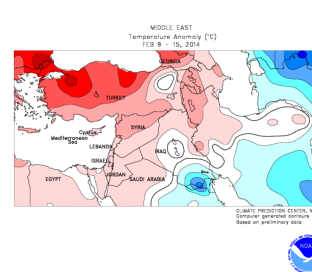 MIDDLE EAST
Temperature Anomaly (°C)
FEB 9 - 15, 2014
GEORGIA
TURKEY
Cyprus
SYRIA
Mediterranean
Sea
LEBANON
IRAQ
ISRAEL
JORDAN
EGYPT
SAUDI ARABIA
CLIMATE PREDICTION CENTER, N
Computer generated contours
Based on preliminary data
NOA